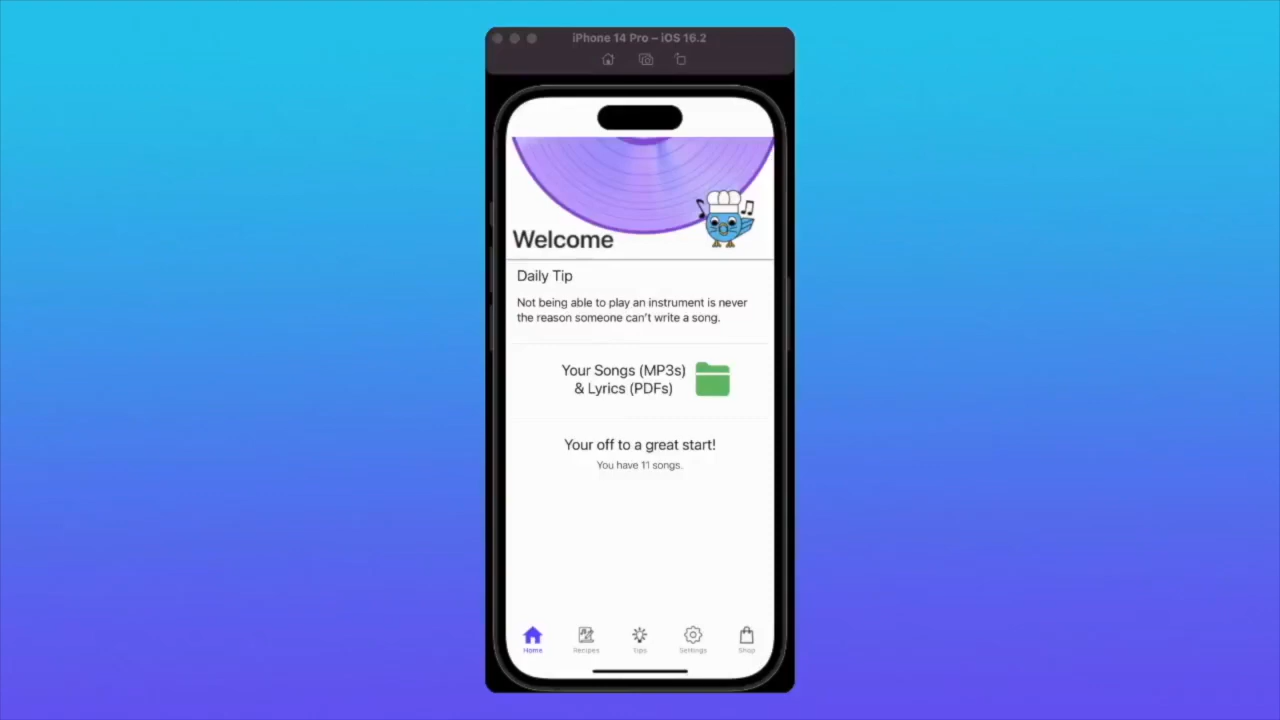 iPhone 14 Pro – iOS 16.2
Welcome
Daily Tip
Not being able to play an instrument is never
the reason someone can't write a song.
Your Songs (MP3s)
& Lyrics (PDFs)
Your off to a great start!
You have 11 songs.
Home
Recipes
Tips
Settings
Shop